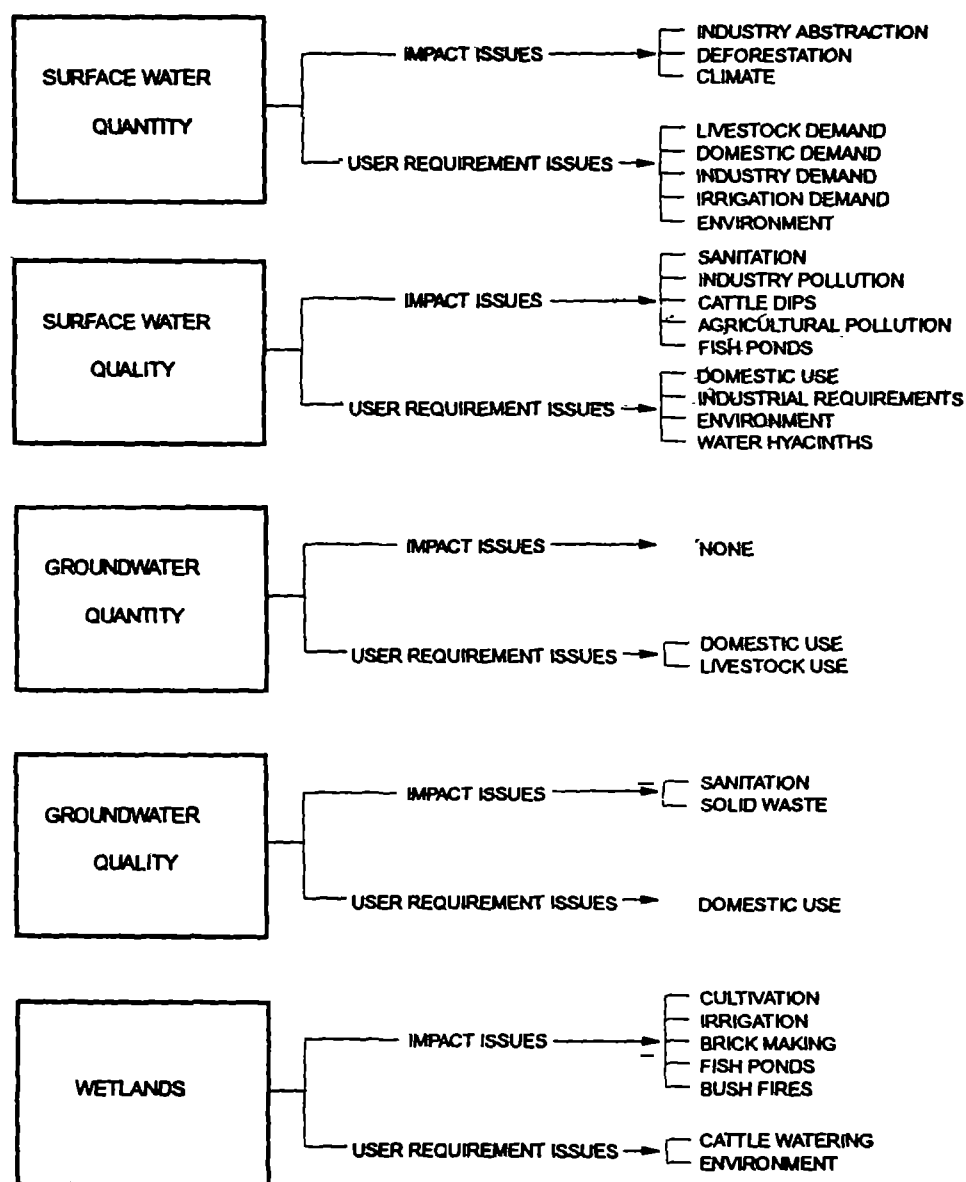 SURFACE WATER
QUANTITY
IMPACT ISSUES
INDUSTRY ABSTRACTION
DEFORESTATION
CLIMATE
USER REQUIREMENT ISSUES
LIVESTOCK DEMAND
DOMESTIC DEMAND
INDUSTRY DEMAND
IRRIGATION DEMAND
ENVIRONMENT
SURFACE WATER
QUALITY
IMPACT ISSUES
SANITATION
INDUSTRY POLLUTION
CATTLE DIPS
AGRICULTURAL POLLUTION
FISH PONDS
USER REQUIREMENT ISSUES
DOMESTIC USE
INDUSTRIAL REQUIREMENTS
ENVIRONMENT
WATER HYACINTHS
GROUNDWATER
QUANTITY
IMPACT ISSUES
NONE
USER REQUIREMENT ISSUES
DOMESTIC USE
LIVESTOCK USE
GROUNDWATER
QUALITY
IMPACT ISSUES
SANITATION
SOLID WASTE
USER REQUIREMENT ISSUES
DOMESTIC USE
WETLANDS
IMPACT ISSUES
CULTIVATION
IRRIGATION
BRICK MAKING
FISH PONDS
BUSH FIRES
USER REQUIREMENT ISSUES
CATTLE WATERING
ENVIRONMENT